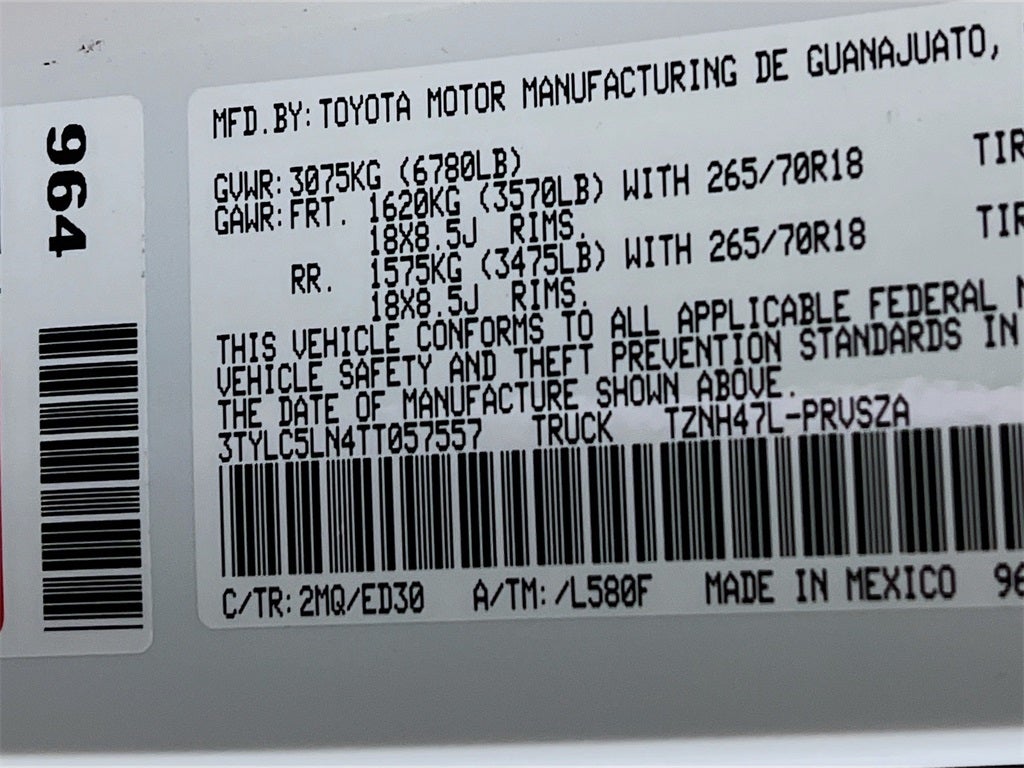 964
MFD.BY: TOYOTA MOTOR MANUFACTURING DE GUANAJUATO,
GVWR: 3075KG (6780LB)
GAWR: FRT. 1620KG (3570LB) WITH 265/70R18 TIR
18X8.5J RIMS.
RR. 1575KG (3475LB) WITH 265/70R18 TIR
18X8.5J RIMS.
THIS VEHICLE CONFORMS TO ALL APPLICABLE FEDERAL
VEHICLE SAFETY AND THEFT PREVENTION STANDARDS IN
THE DATE OF MANUFACTURE SHOWN ABOVE.
3TYLC5LN4TT057557 TRUCK TZNH47L-PRVSZA
C/TR: 2MQ/ED30 A/TM: /L580F MADE IN MEXICO 96